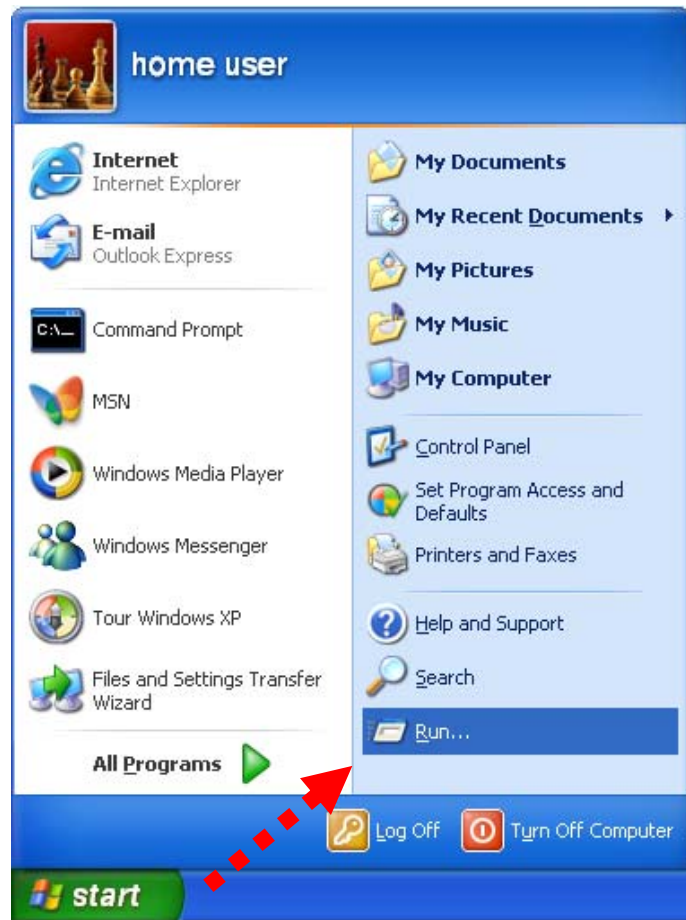 home user
Internet
Internet Explorer
E-mail
Outlook Express
C:\_
Command Prompt
MSN
Windows Media Player
Windows Messenger
Tour Windows XP
Files and Settings Transfer
Wizard
All Programs
My Documents
My Recent Documents
My Pictures
My Music
My Computer
Control Panel
Set Program Access and
Defaults
Printers and Faxes
Help and Support
Search
Run...
Log Off
Turn Off Computer
start